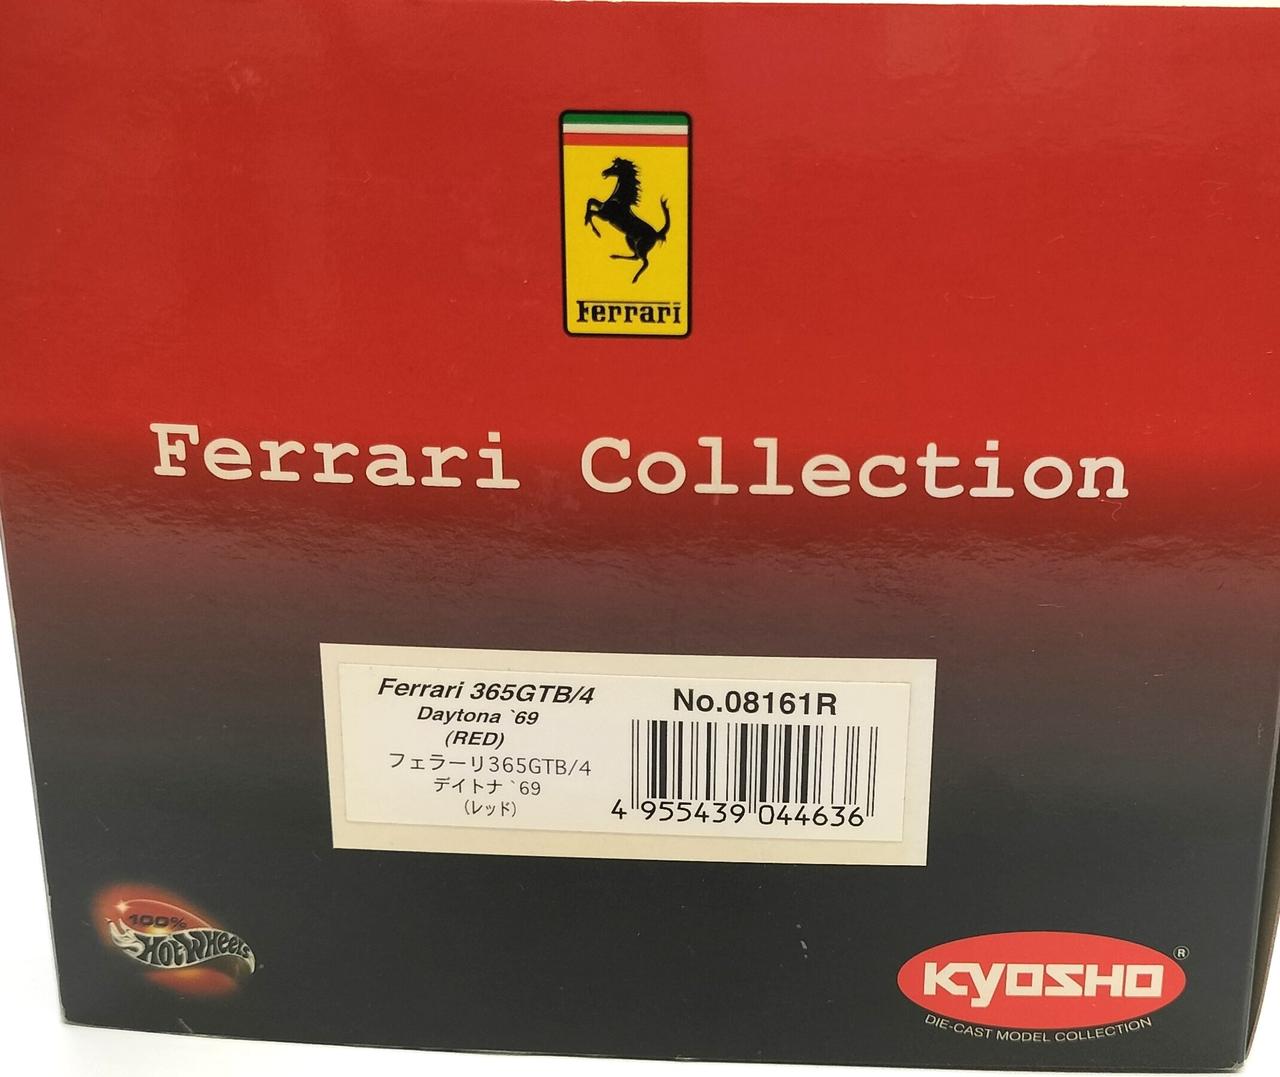 Ferrari
Ferrari Collection
Ferrari 365GTB/4
Daytona `69
(RED)
フェラーリ365GTB/4
デイトナ `69
(レッド)
No.08161R
4 955439 044636
100%
Hot Wheels
KYOSHO ®
DIE-CAST MODEL COLLECTION